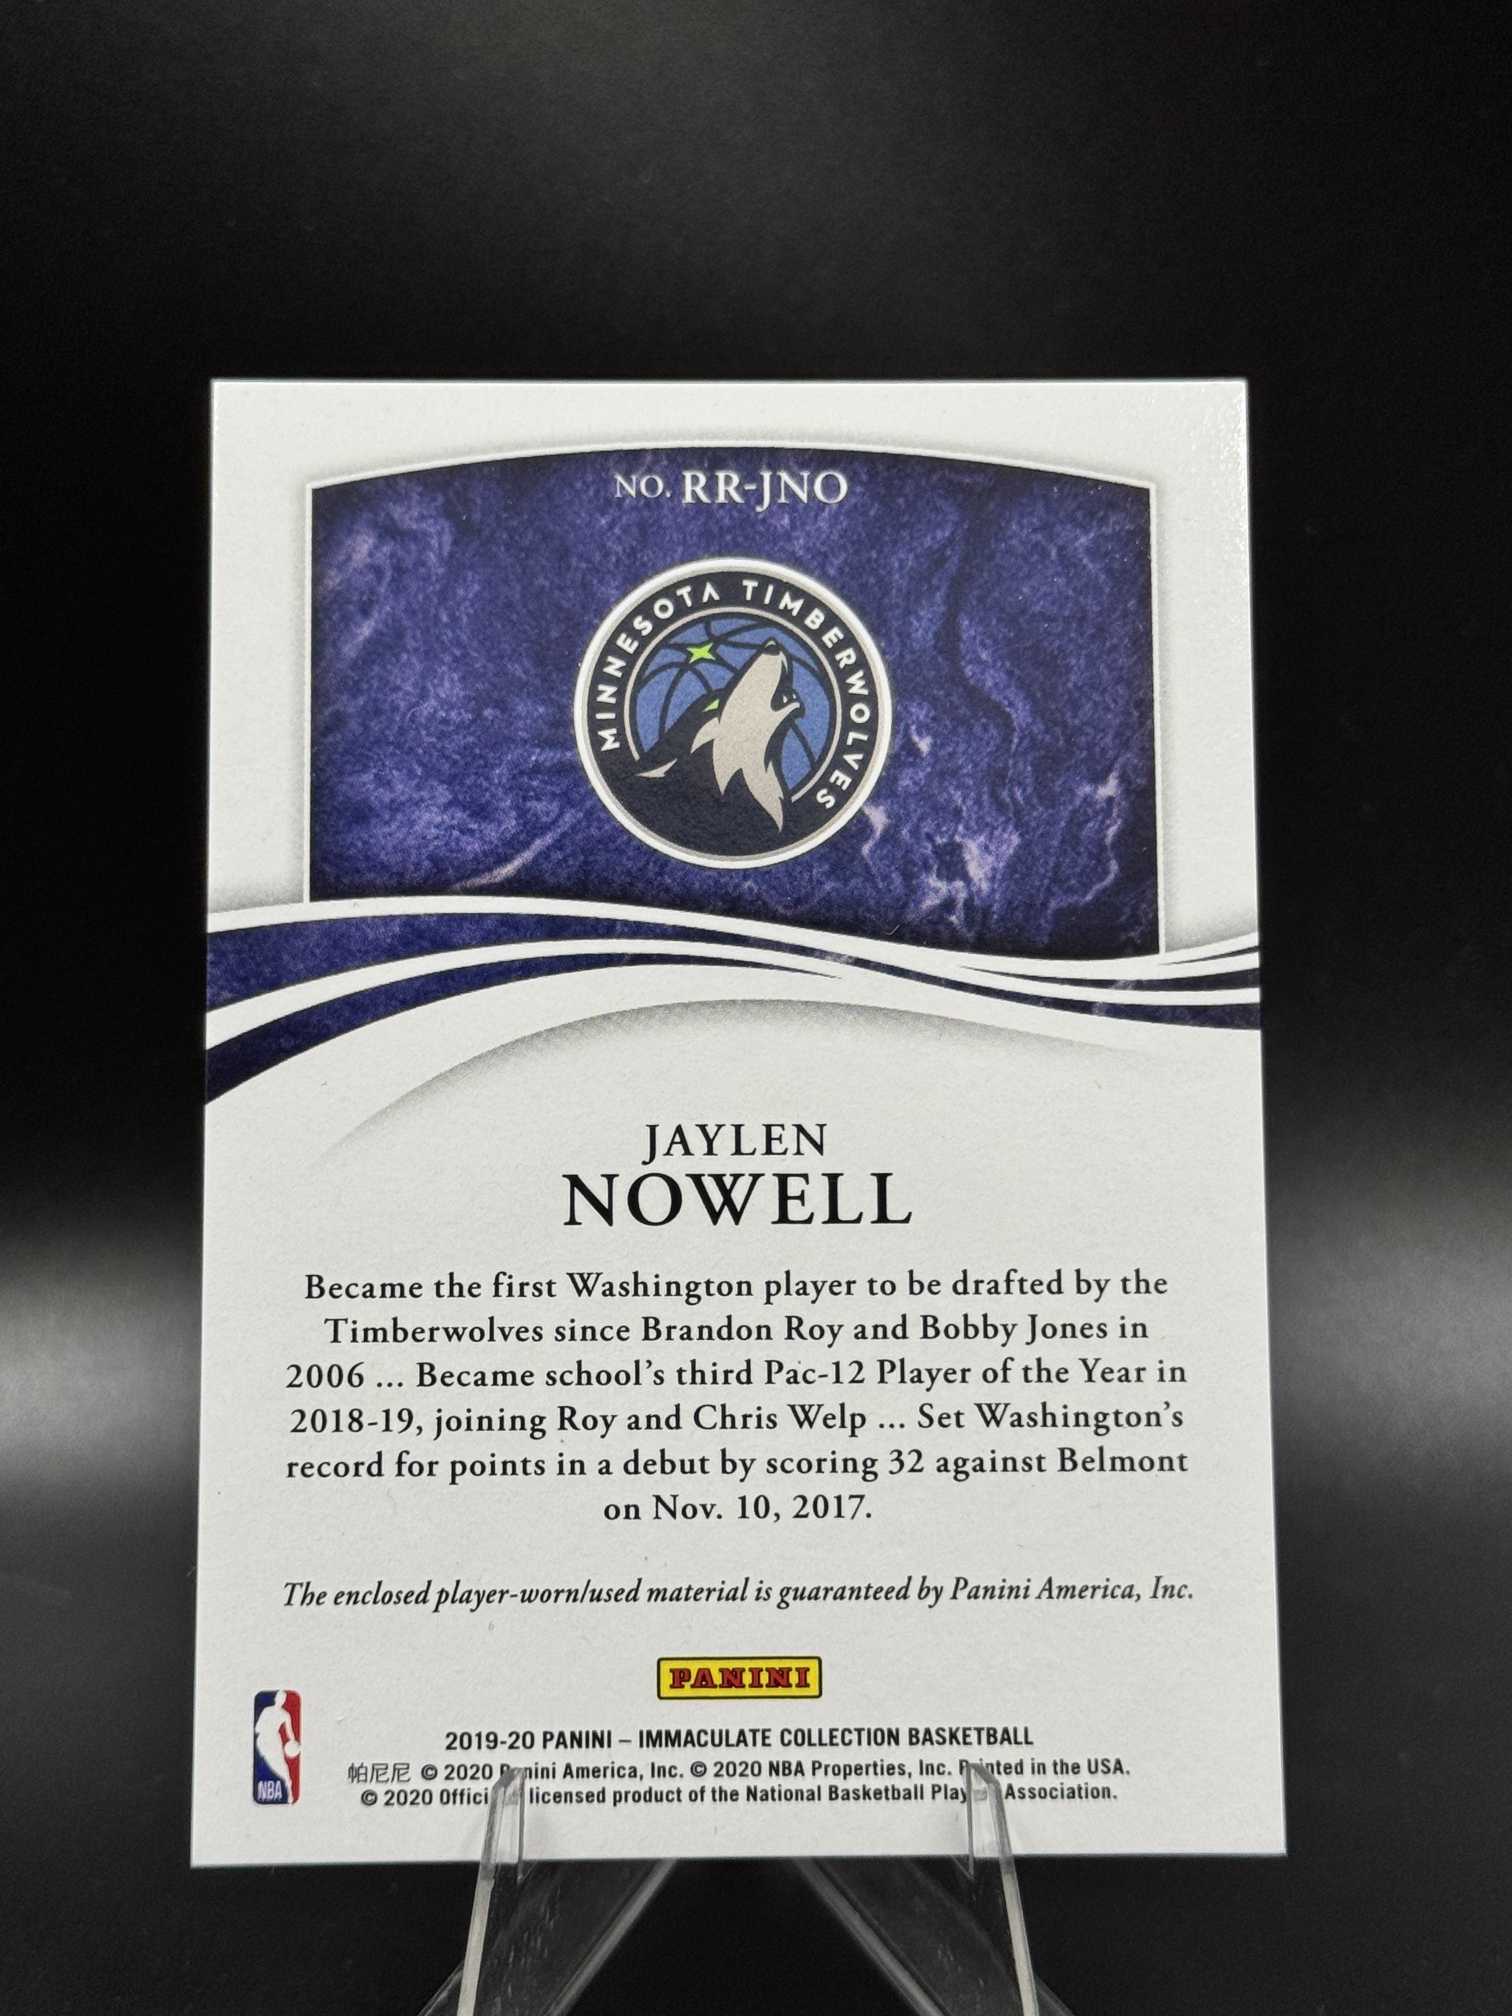 NO. RR-JNO
MINNESOTA TIMBERWOLVES
JAYLEN
NOWELL
Became the first Washington player to be drafted by the
Timberwolves since Brandon Roy and Bobby Jones in
2006 ... Became school's third Pac-12 Player of the Year in
2018-19, joining Roy and Chris Welp ... Set Washington's
record for points in a debut by scoring 32 against Belmont
on Nov. 10, 2017.
The enclosed player-worn/used material is guaranteed by Panini America, Inc.
PANINI
NBA
2019-20 PANINI – IMMACULATE COLLECTION BASKETBALL
帕尼尼 © 2020 Panini America, Inc. © 2020 NBA Properties, Inc. Printed in the USA.
© 2020 Officially licensed product of the National Basketball Players Association.